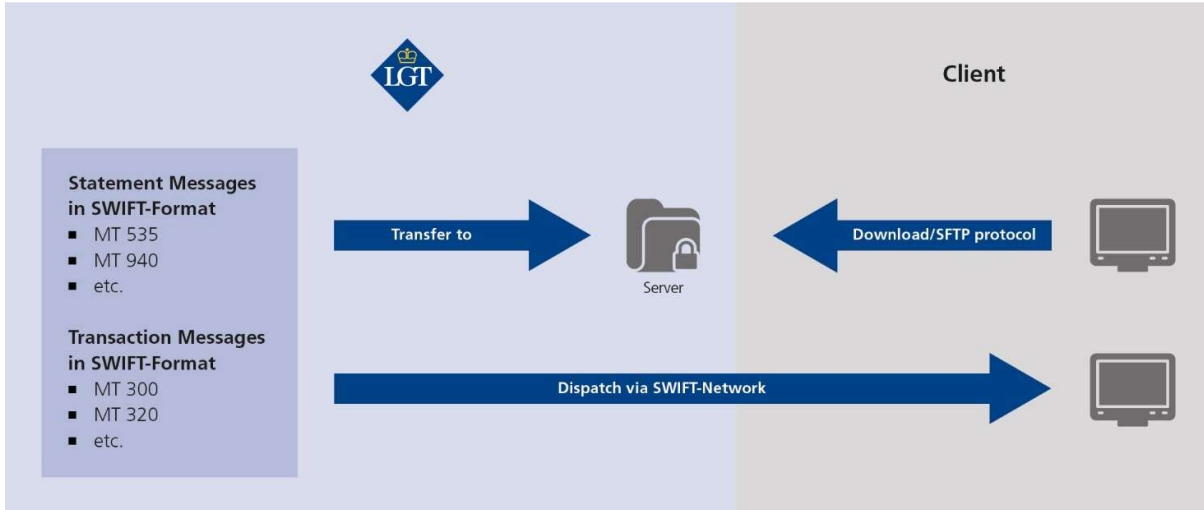 LGT
Client
Statement Messages
in SWIFT-Format
▪ MT 535
▪ MT 940
▪ etc.
Transfer to
Server
Download/SFTP protocol
Transaction Messages
in SWIFT-Format
▪ MT 300
▪ MT 320
▪ etc.
Dispatch via SWIFT-Network